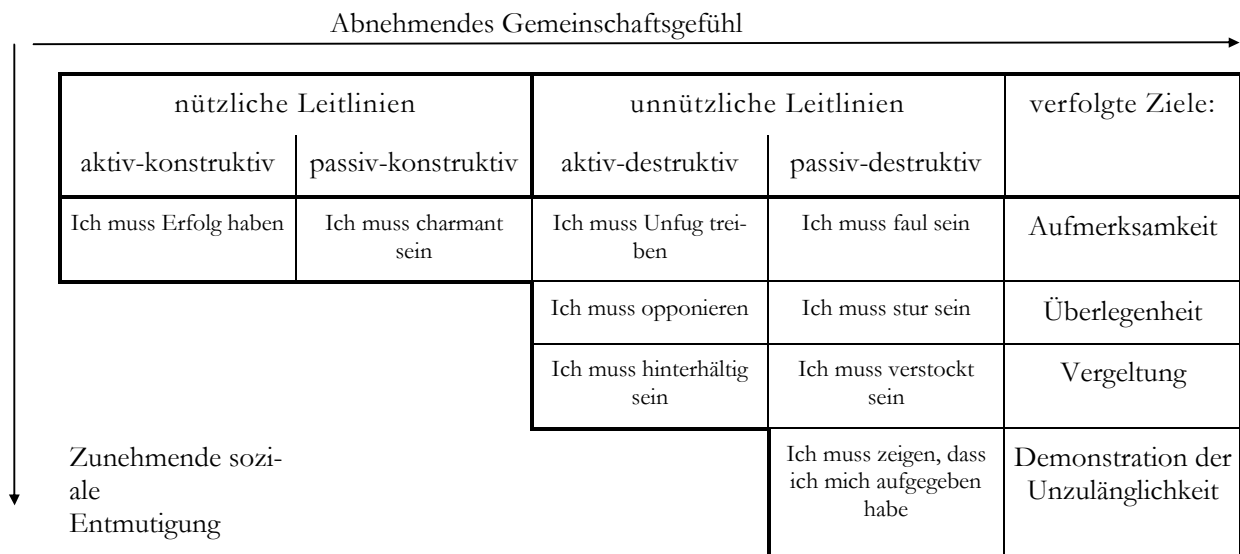 Abnehmendes Gemeinschaftsgefühl
nützliche Leitlinien
unnützliche Leitlinien
verfolgte Ziele:
aktiv-konstruktiv
passiv-konstruktiv
aktiv-destruktiv
passiv-destruktiv
Ich muss Erfolg haben
Ich muss charmant
sein
Ich muss Unfug trei-
ben
Ich muss faul sein
Aufmerksamkeit
Ich muss opponieren
Ich muss stur sein
Überlegenheit
Ich muss hinterhältig
sein
Ich muss verstockt
sein
Vergeltung
Zunehmende sozi-
ale
Entmutigung
Ich muss zeigen, dass
ich mich aufgegeben
habe
Demonstration der
Unzulänglichkeit